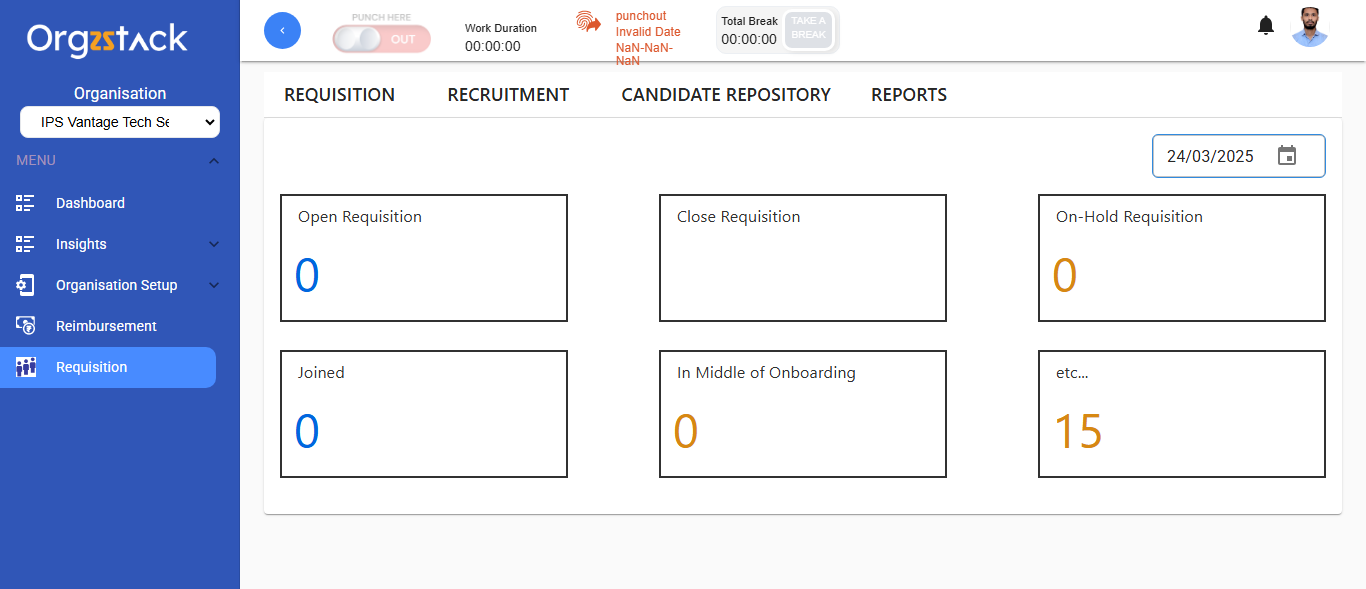 Orgzstack
Organisation
IPS Vantage Tech Se
MENU
Dashboard
Insights
Organisation Setup
Reimbursement
Requisition
PUNCH HERE
OUT
Work Duration
00:00:00
punchout
Invalid Date
NaN-NaN-
NaN
Total Break
00:00:00
TAKE A
BREAK
REQUISITION RECRUITMENT CANDIDATE REPOSITORY REPORTS
24/03/2025
Open Requisition
0
Close Requisition
On-Hold Requisition
0
Joined
0
In Middle of Onboarding
0
etc...
15